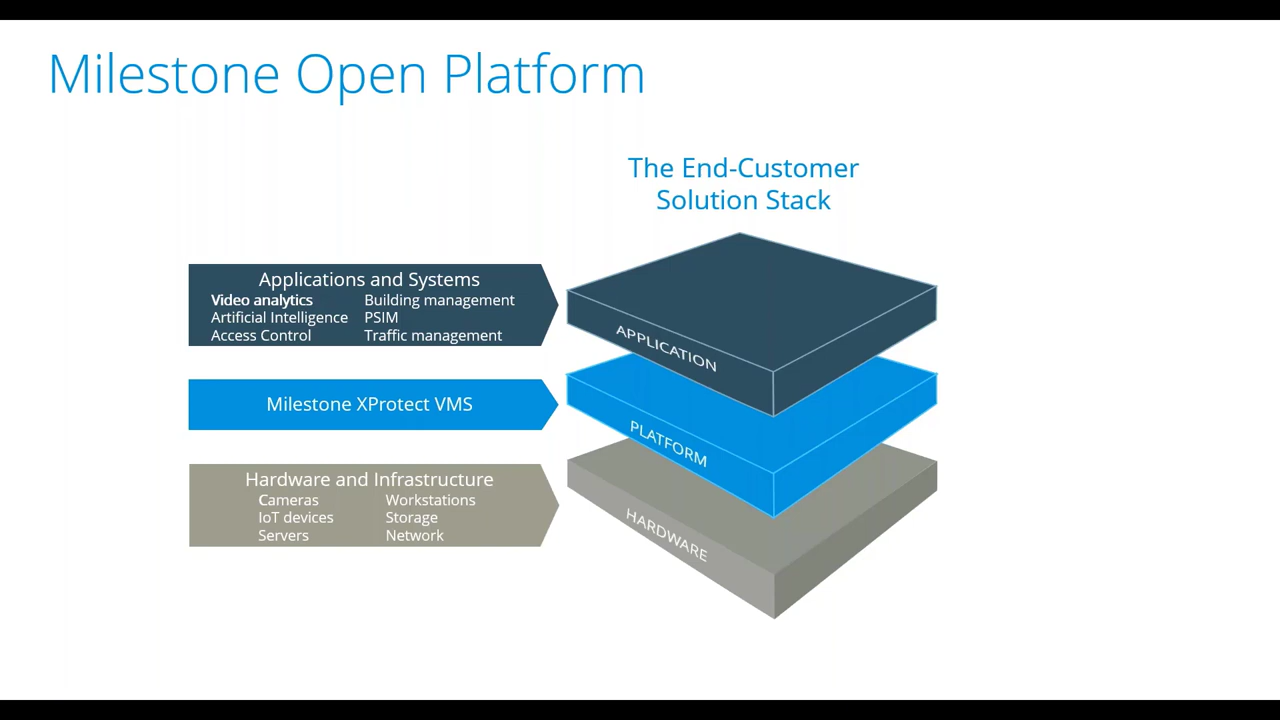 Milestone Open Platform
The End-Customer
Solution Stack
Applications and Systems
Video analytics Building management
Artificial Intelligence PSIM
Access Control Traffic management
APPLICATION
Milestone XProtect VMS
PLATFORM
Hardware and Infrastructure
Cameras Workstations
IoT devices Storage
Servers Network
HARDWARE